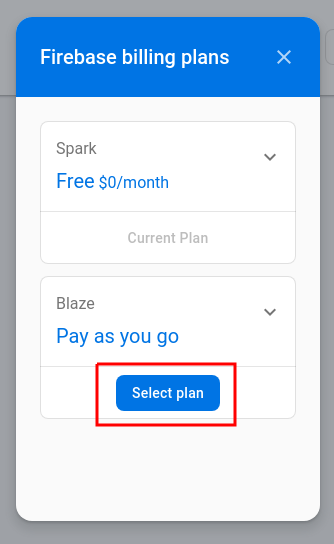 Firebase billing plans
Spark
Free $0/month
Current Plan
Blaze
Pay as you go
Select plan